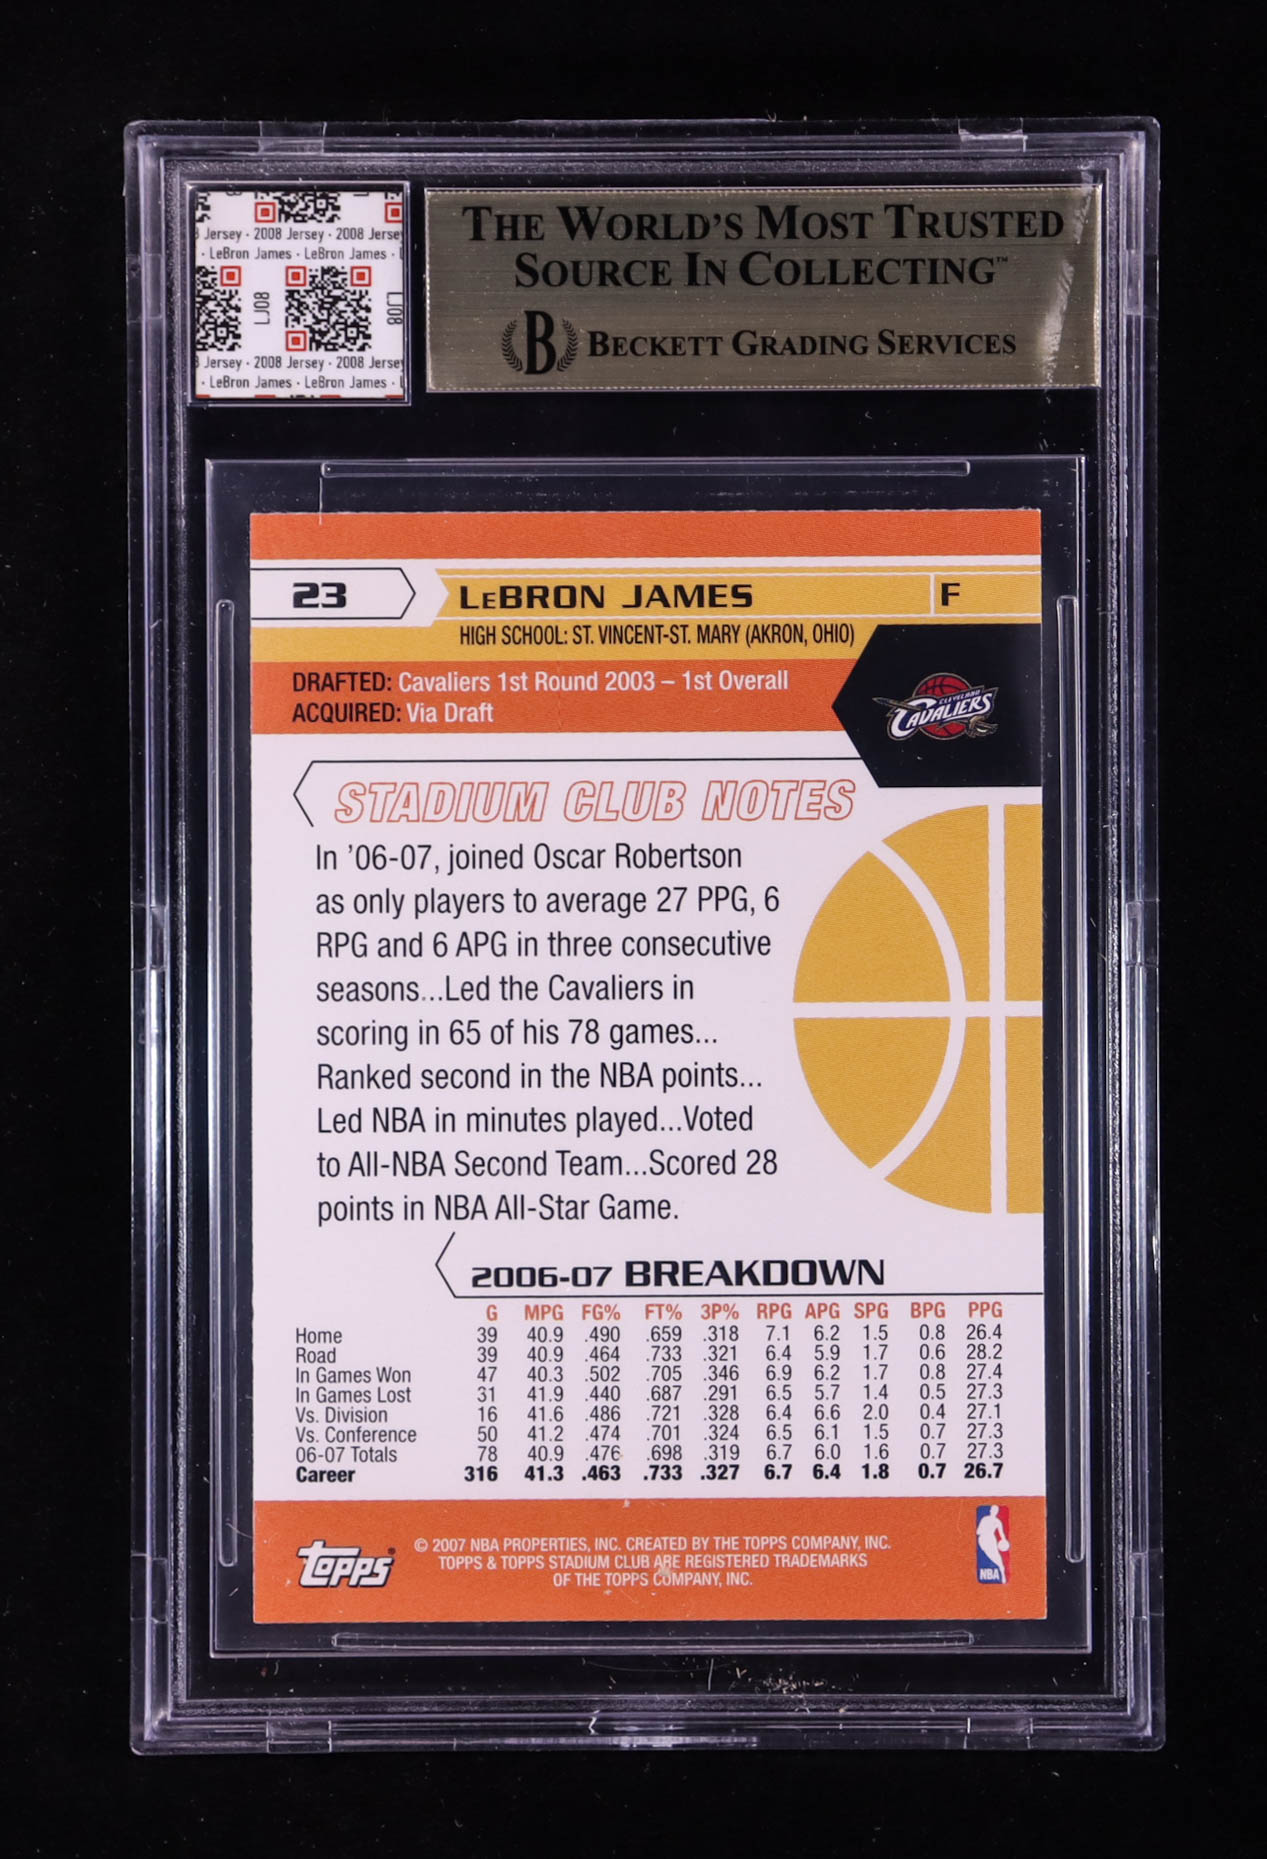 Jersey · 2008 Jersey · 2008 Jersey
· LeBron James · LeBron James ·
LJ08
LJ08
Jersey · 2008 Jersey · 2008 Jersey
· LeBron James · LeBron James ·
THE WORLD'S MOST TRUSTED
SOURCE IN COLLECTING™
B BECKETT GRADING SERVICES
23 LeBRON JAMES F
HIGH SCHOOL: ST. VINCENT-ST. MARY (AKRON, OHIO)
DRAFTED: Cavaliers 1st Round 2003 – 1st Overall
ACQUIRED: Via Draft
CLEVELAND
CAVALIERS
STADIUM CLUB NOTES
In ’06-07, joined Oscar Robertson
as only players to average 27 PPG, 6
RPG and 6 APG in three consecutive
seasons...Led the Cavaliers in
scoring in 65 of his 78 games...
Ranked second in the NBA points...
Led NBA in minutes played...Voted
to All-NBA Second Team...Scored 28
points in NBA All-Star Game.
2006-07 BREAKDOWN
G MPG FG% FT% 3P% RPG APG SPG BPG PPG
Home 39 40.9 .490 .659 .318 7.1 6.2 1.5 0.8 26.4
Road 39 40.9 .464 .733 .321 6.4 5.9 1.7 0.6 28.2
In Games Won 47 40.3 .502 .705 .346 6.9 6.2 1.7 0.8 27.4
In Games Lost 31 41.9 .440 .687 .291 6.5 5.7 1.4 0.5 27.3
Vs. Division 16 41.6 .486 .721 .328 6.4 6.6 2.0 0.4 27.1
Vs. Conference 50 41.2 .474 .701 .324 6.5 6.1 1.5 0.7 27.3
06-07 Totals 78 40.9 .476 .698 .319 6.7 6.0 1.6 0.7 27.3
Career 316 41.3 .463 .733 .327 6.7 6.4 1.8 0.7 26.7
topps®
© 2007 NBA PROPERTIES, INC. CREATED BY THE TOPPS COMPANY, INC.
TOPPS & TOPPS STADIUM CLUB ARE REGISTERED TRADEMARKS
OF THE TOPPS COMPANY, INC.
NBA